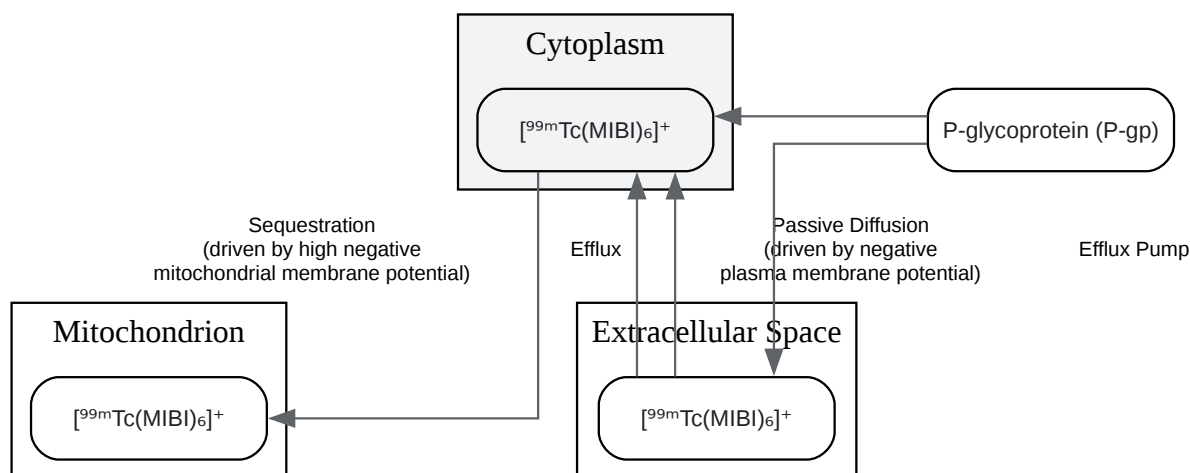 Cytoplasm
[⁹⁹ᵐTc(MIBI)₆]⁺
P-glycoprotein (P-gp)
Sequestration
(driven by high negative
mitochondrial membrane potential)
Efflux
Passive Diffusion
(driven by negative
plasma membrane potential)
Efflux Pump
Mitochondrion
[⁹⁹ᵐTc(MIBI)₆]⁺
Extracellular Space
[⁹⁹ᵐTc(MIBI)₆]⁺